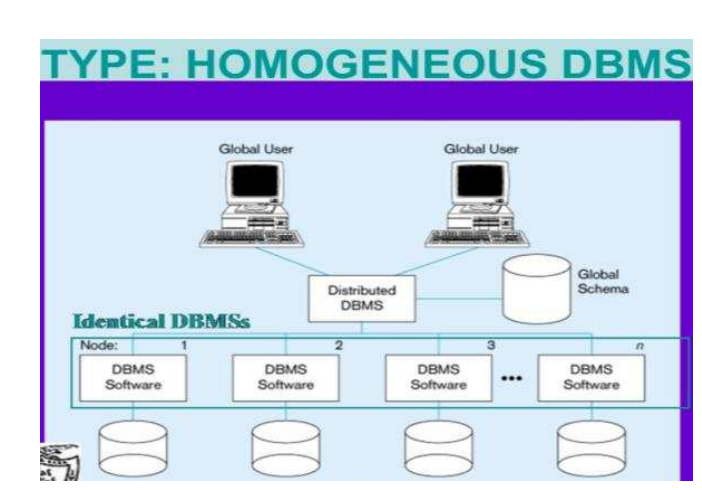 TYPE: HOMOGENEOUS DBMS
Global User Global User
Global
Schema
Distributed
DBMS
Identical DBMSs
Node: 1 2 3 n
DBMS DBMS DBMS ••• DBMS
Software Software Software Software